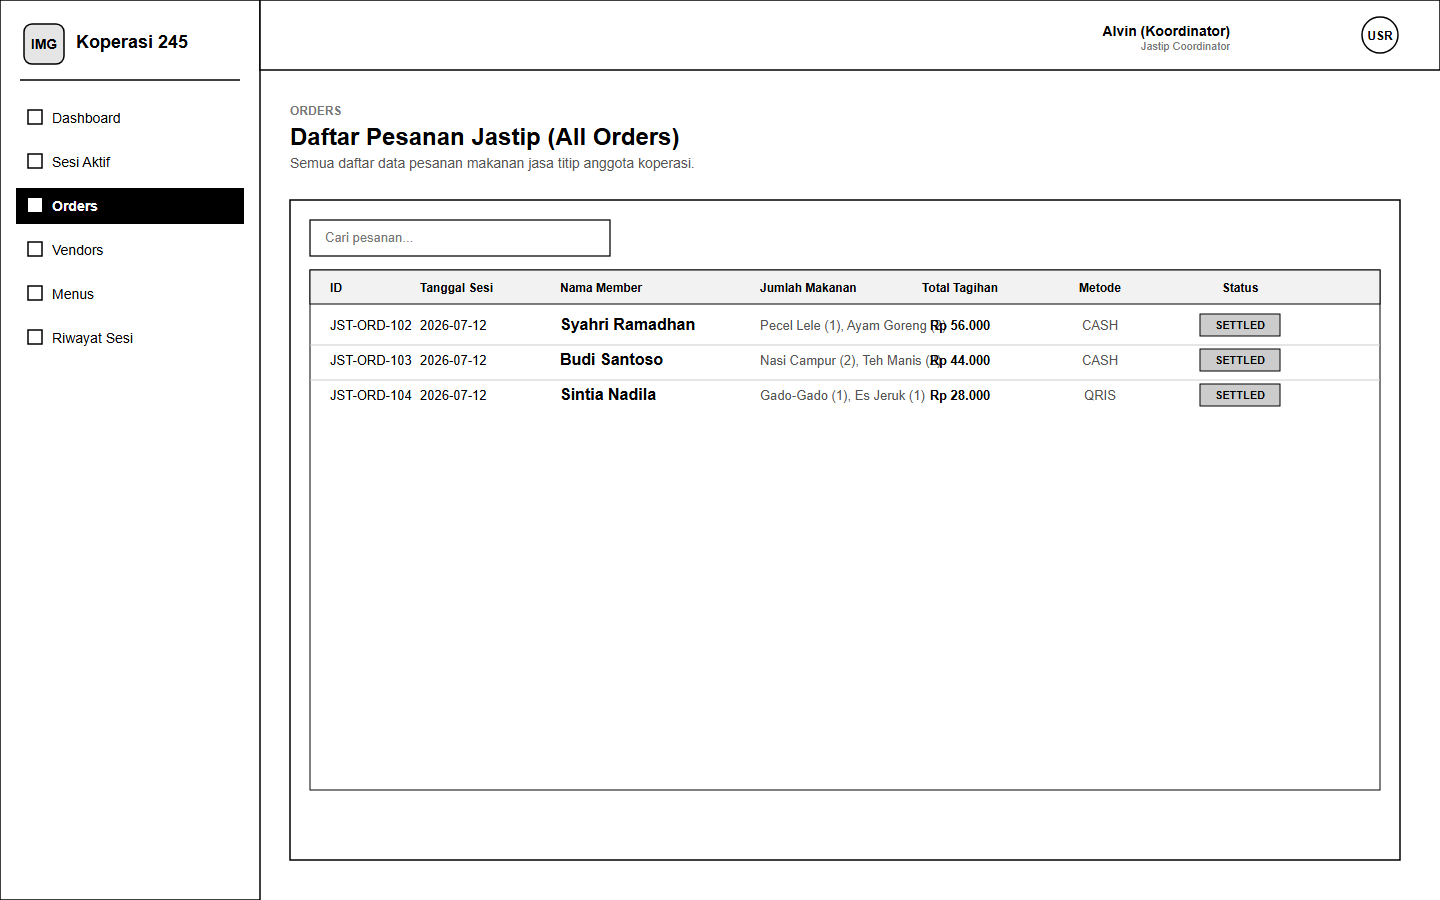 IMG
Koperasi 245
Alvin (Koordinator)
Jastip Coordinator
USR
Dashboard
Sesi Aktif
Orders
Vendors
Menus
Riwayat Sesi
ORDERS
Daftar Pesanan Jastip (All Orders)
Semua daftar data pesanan makanan jasa titip anggota koperasi.
Cari pesanan...
ID Tanggal Sesi Nama Member Jumlah Makanan Total Tagihan Metode Status
JST-ORD-102 2026-07-12 Syahri Ramadhan Pecel Lele (1), Ayam Goreng Rp 56.000 CASH SETTLED
JST-ORD-103 2026-07-12 Budi Santoso Nasi Campur (2), Teh Manis Rp 44.000 CASH SETTLED
JST-ORD-104 2026-07-12 Sintia Nadila Gado-Gado (1), Es Jeruk (1) Rp 28.000 QRIS SETTLED